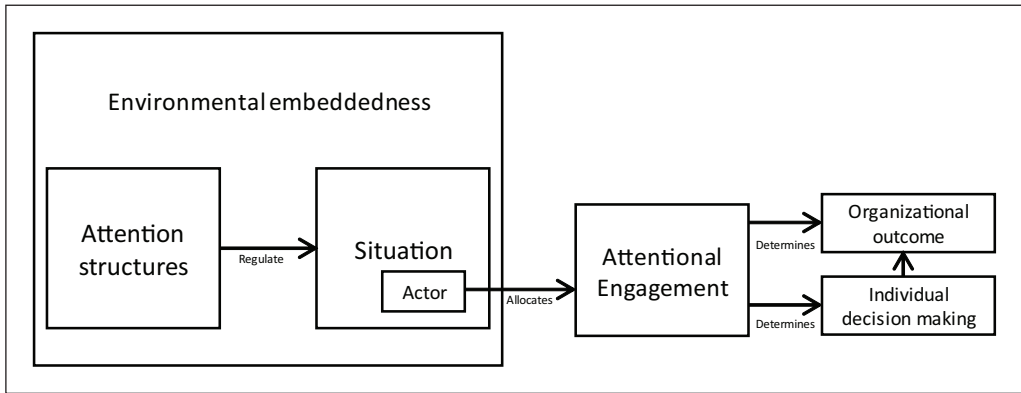 Environmental embeddedness
Attention
structures
Regulate
Situation
Actor
Allocates
Attentional
Engagement
Determines
Organizational
outcome
Determines
Individual
decision making